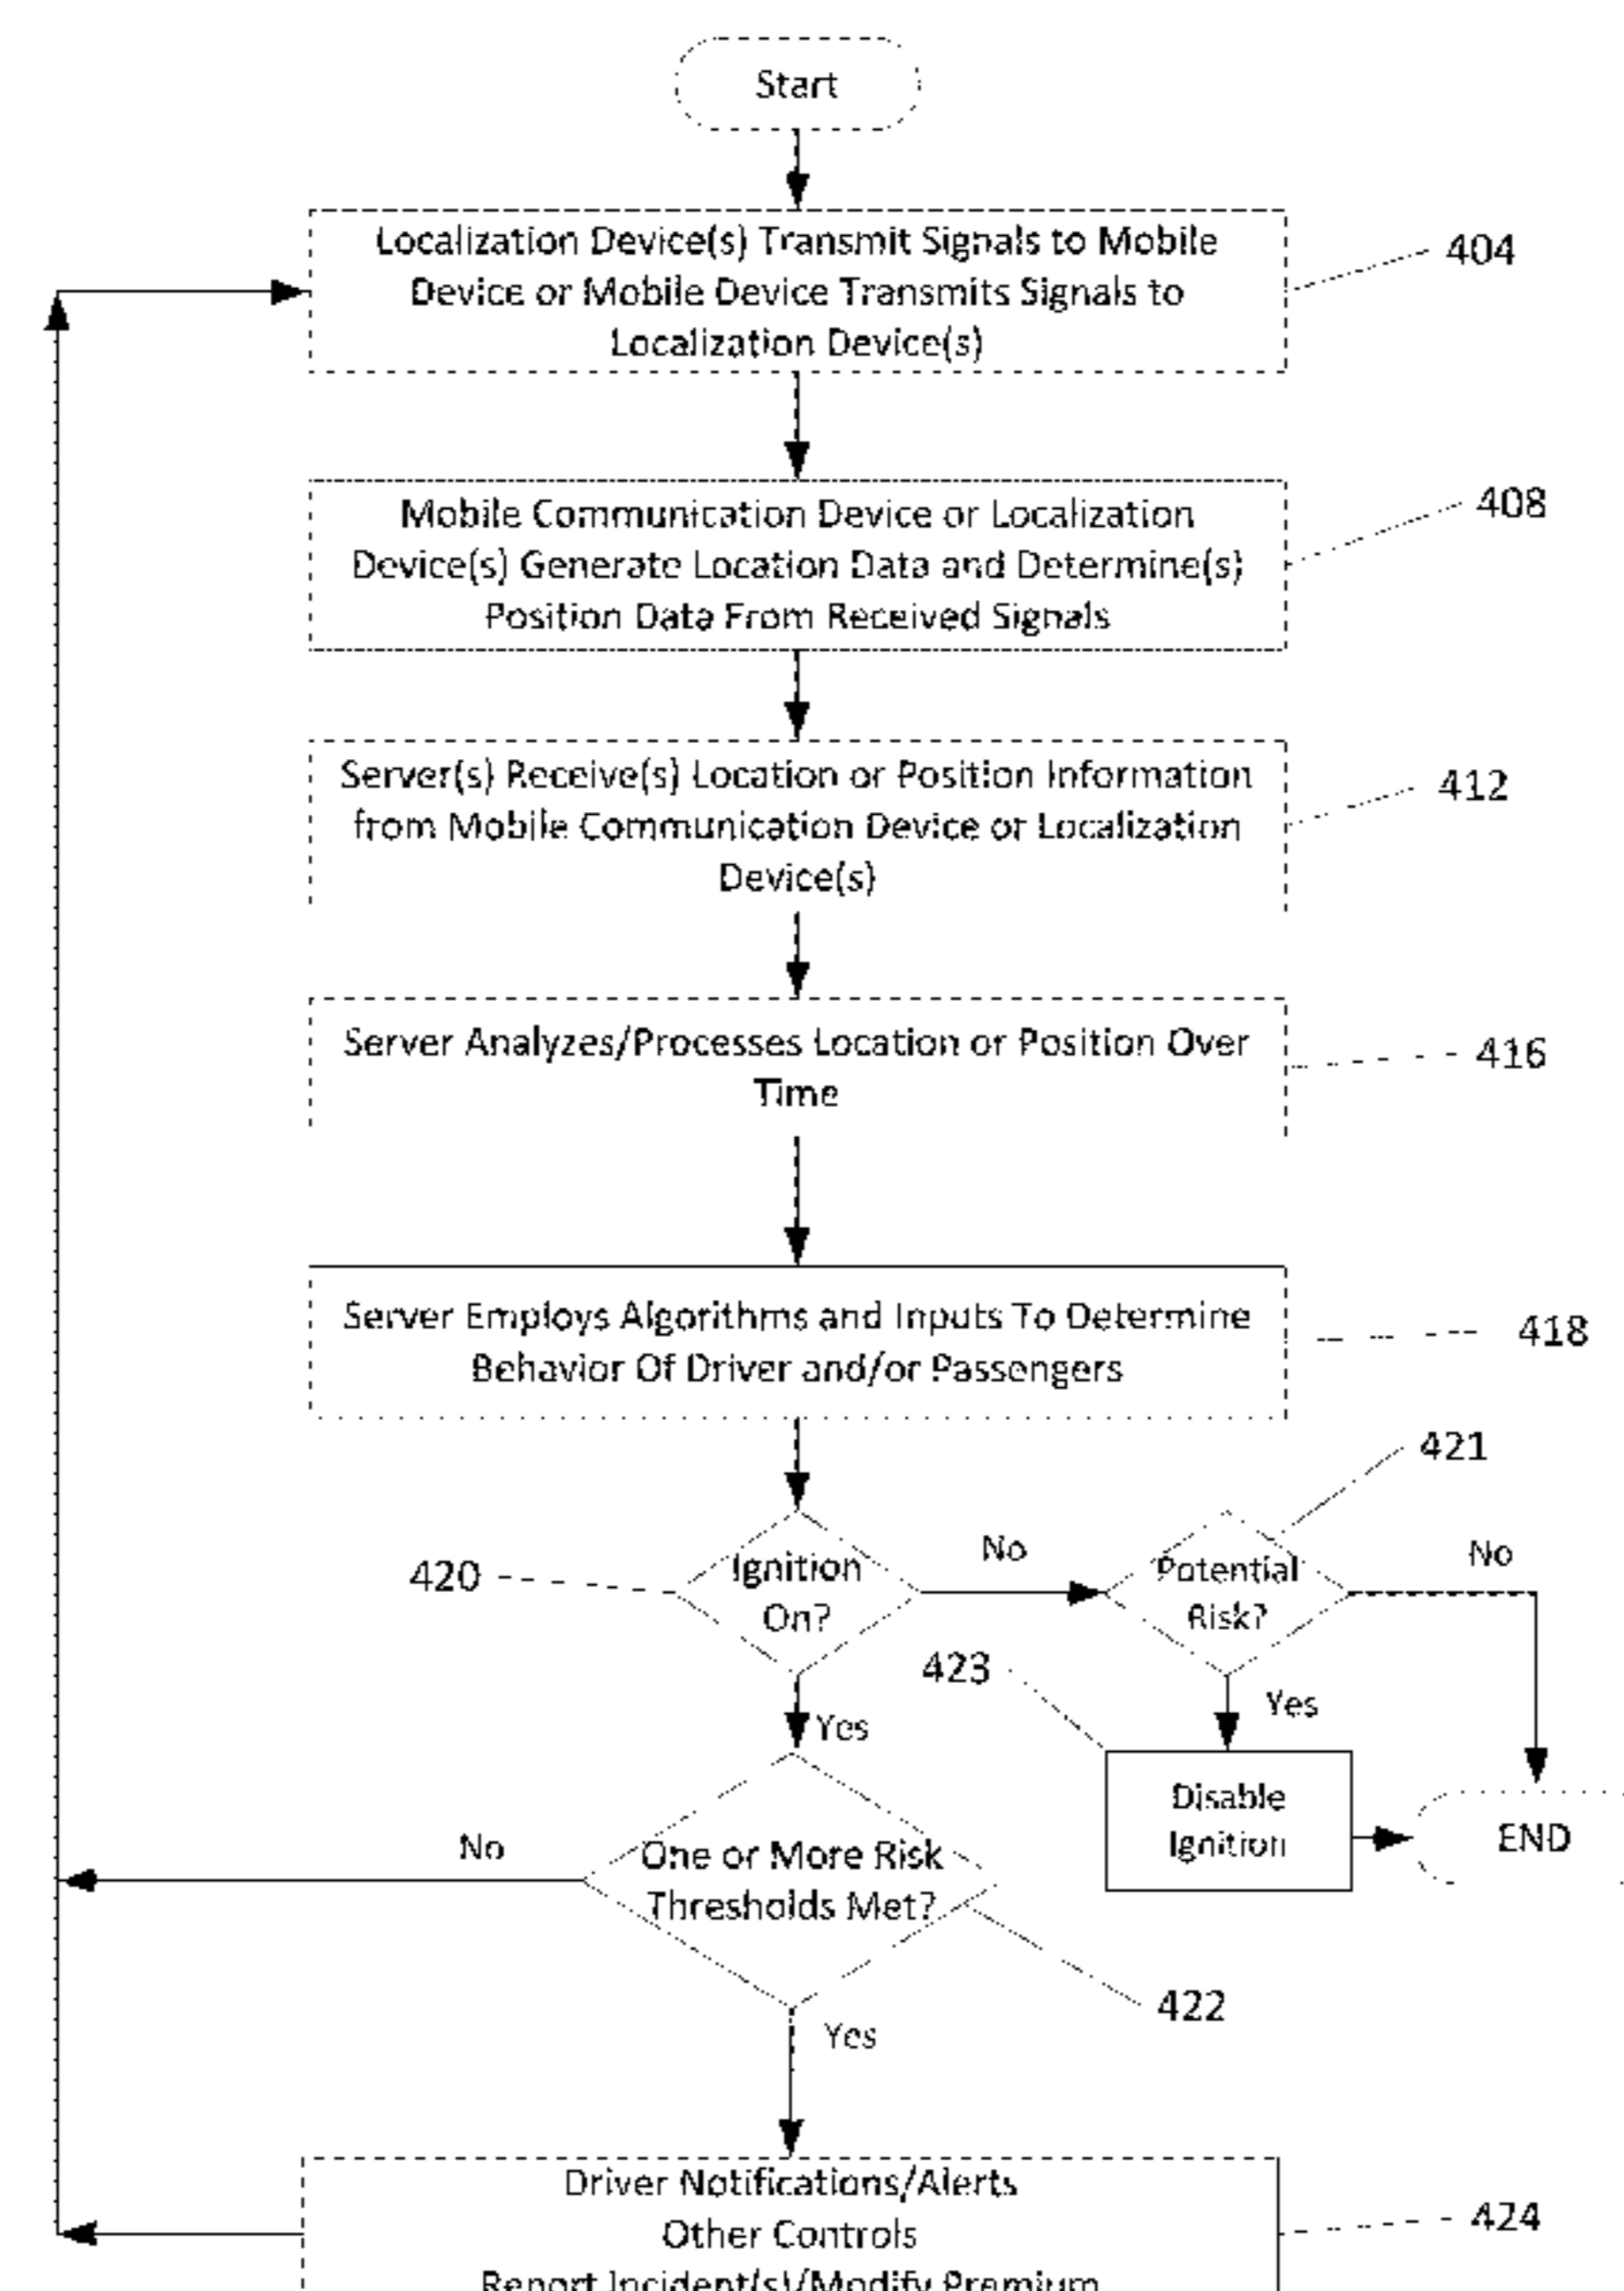 Start
Localization Device(s) Transmit Signals to Mobile
Device or Mobile Device Transmits Signals to
Localization Device(s)
404
Mobile Communication Device or Localization
Device(s) Generate Location Data and Determine(s)
Position Data From Received Signals
408
Server(s) Receive(s) Location or Position Information
from Mobile Communication Device or Localization
Device(s)
412
Server Analyzes/Processes Location or Position Over
Time
416
Server Employs Algorithms and Inputs To Determine
Behavior Of Driver and/or Passengers
418
420
Ignition
On?
No
421
Potential
Risk?
No
Yes
423
Yes
Disable
Ignition
END
No
One or More Risk
Thresholds Met?
422
Yes
Driver Notifications/Alerts
Other Controls
Report Incident(s)/Modify Premium
424